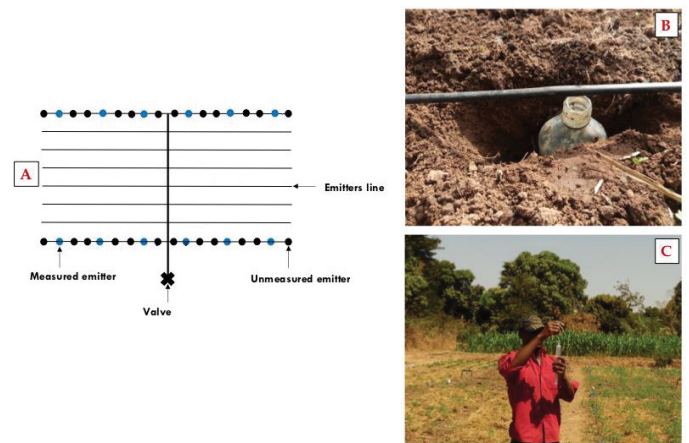 A
Emitters line
Measured emitter
Unmeasured emitter
Valve
B
C